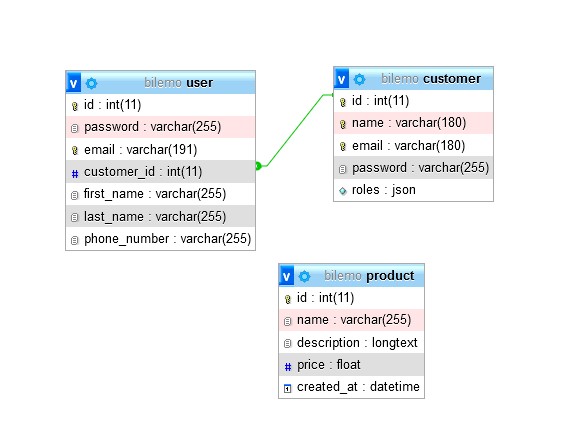 bilemo user
id : int(11)
password : varchar(255)
email : varchar(191)
# customer_id : int(11)
first_name : varchar(255)
last_name : varchar(255)
phone_number : varchar(255)
bilemo customer
id : int(11)
name : varchar(180)
email : varchar(180)
password : varchar(255)
roles : json
bilemo product
id : int(11)
name : varchar(255)
description : longtext
# price : float
created_at : datetime